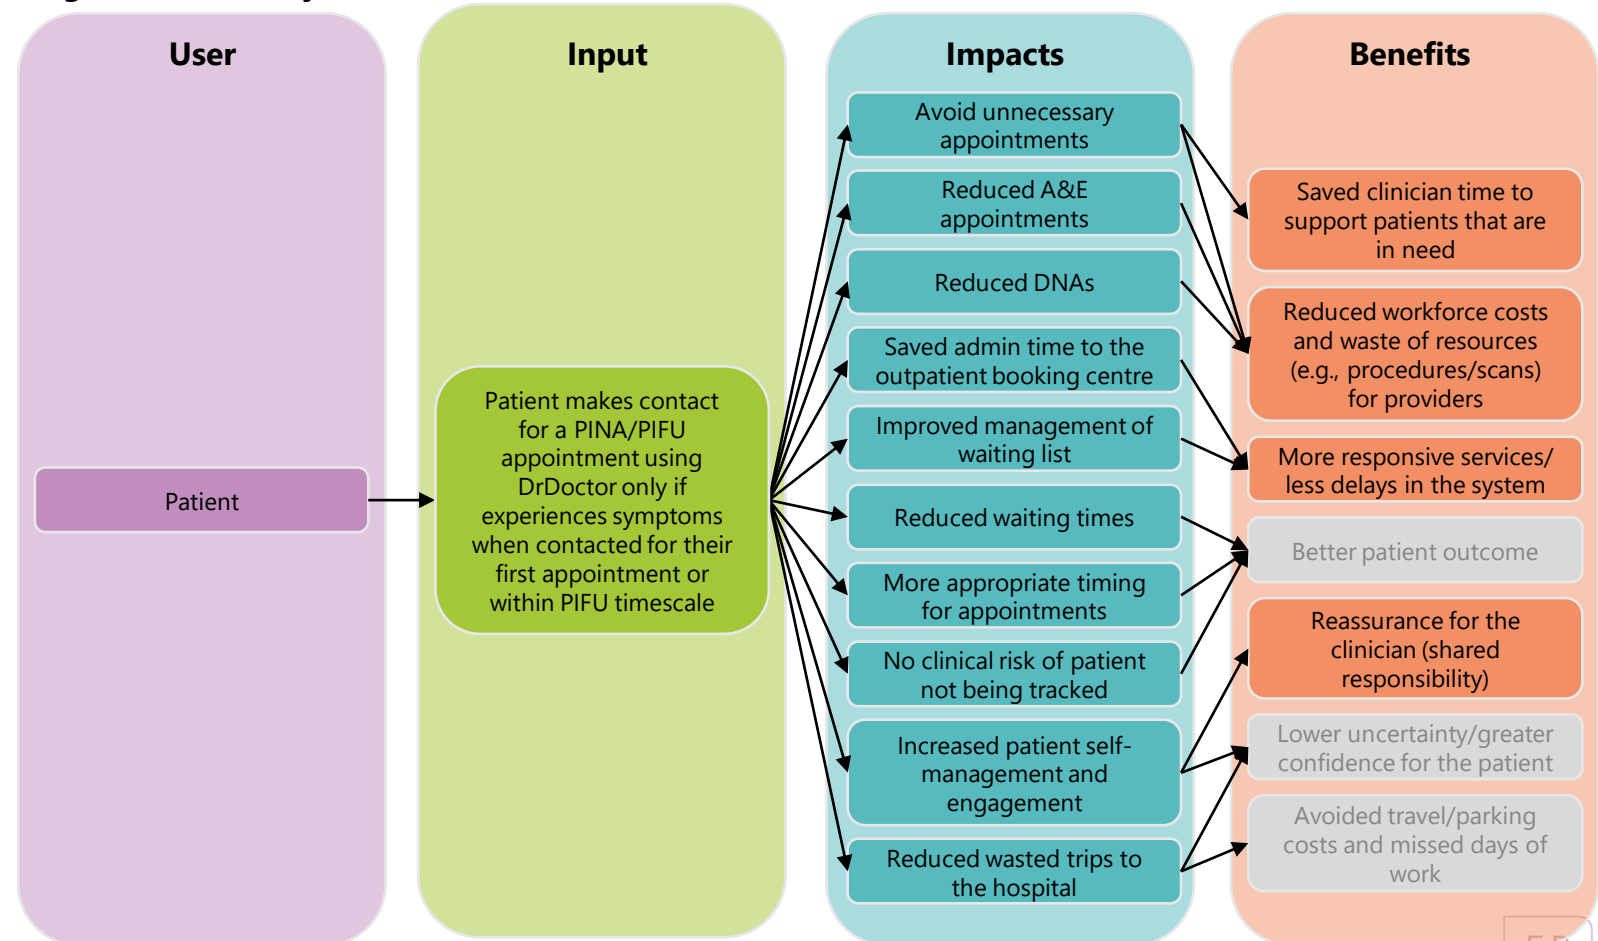 User
Input
Impacts
Benefits
Patient
Patient makes contact
for a PINA/PIFU
appointment using
DrDoctor only if
experiences symptoms
when contacted for their
first appointment or
within PIFU timescale
Avoid unnecessary
appointments
Reduced A&E
appointments
Reduced DNAs
Saved admin time to the
outpatient booking centre
Improved management of
waiting list
Reduced waiting times
More appropriate timing
for appointments
No clinical risk of patient
not being tracked
Increased patient self-
management and
engagement
Reduced wasted trips to
the hospital
Saved clinician time to
support patients that are
in need
Reduced workforce costs
and waste of resources
(e.g., procedures/scans)
for providers
More responsive services/
less delays in the system
Better patient outcome
Reassurance for the
clinician (shared
responsibility)
Lower uncertainty/greater
confidence for the patient
Avoided travel/parking
costs and missed days of
work